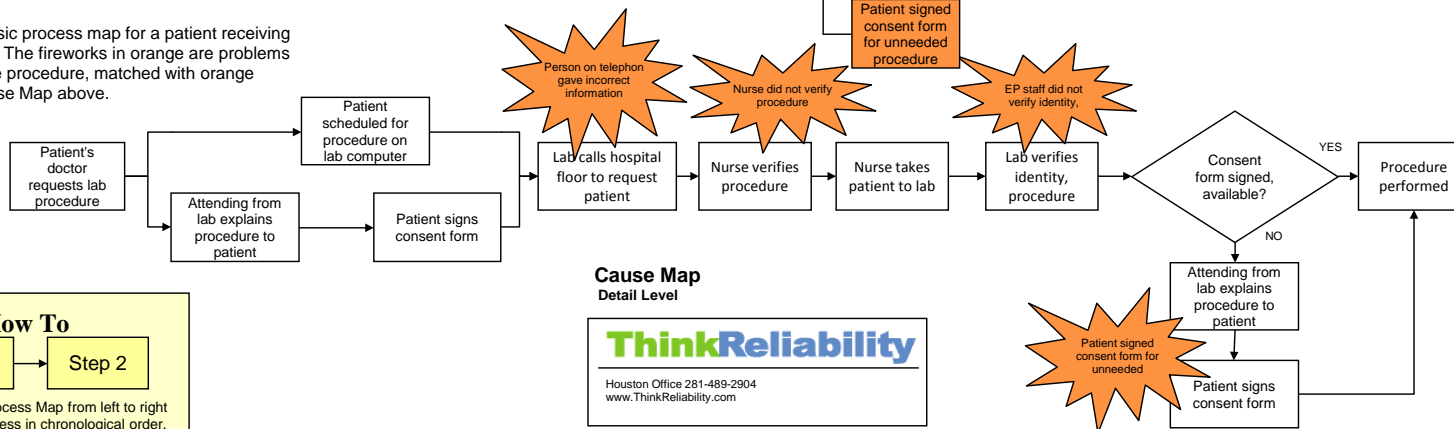 sic process map for a patient receiving
The fireworks in orange are problems
e procedure, matched with orange
se Map above.
Patient signed
consent form
for unneeded
procedure
Person on telephon
gave incorrect
information
Nurse did not verify
procedure
EP staff did not
verify identity,
Patient's
doctor
requests lab
procedure
Patient
scheduled for
procedure on
lab computer
Attending from
lab explains
procedure to
patient
Patient signs
consent form
Lab calls hospital
floor to request
patient
Nurse verifies
procedure
Nurse takes
patient to lab
Lab verifies
identity,
procedure
Consent
form signed,
available?
YES
Procedure
performed
NO
Attending from
lab explains
procedure to
patient
Patient signed
consent form for
unneeded
Patient signs
consent form
Cause Map
Detail Level
ThinkReliability
Houston Office 281-489-2904
www.ThinkReliability.com
How To
Step 2
ocess Map from left to right
ess in chronological order.